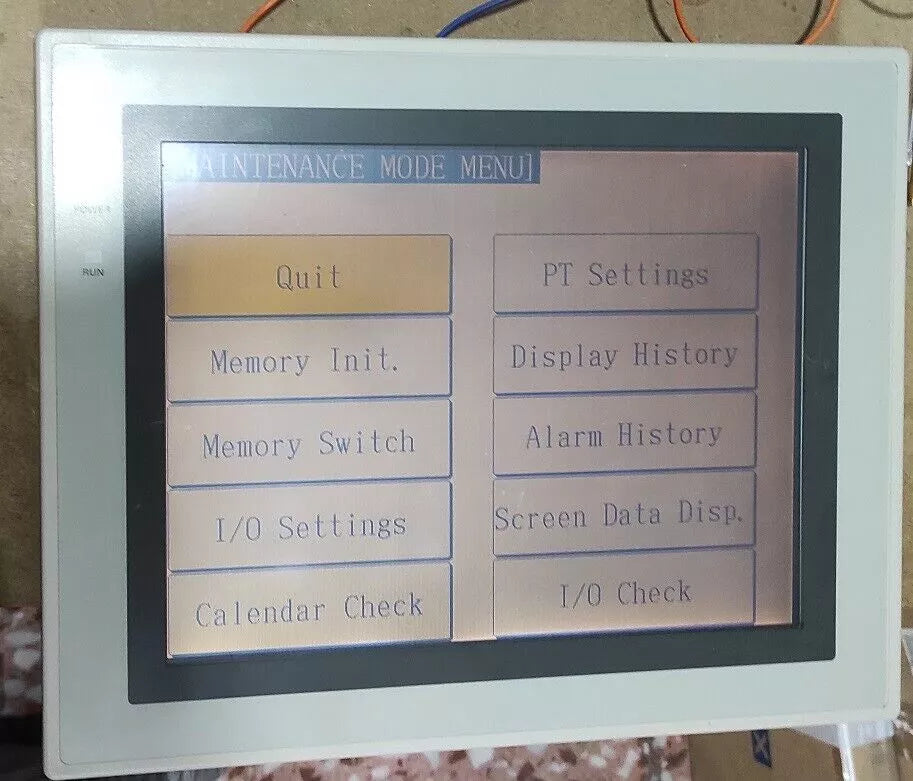 MAINTENANCE MODE MENU]
POWER
RUN
Quit
PT Settings
Memory Init.
Display History
Memory Switch
Alarm History
I/O Settings
Screen Data Disp.
Calendar Check
I/O Check